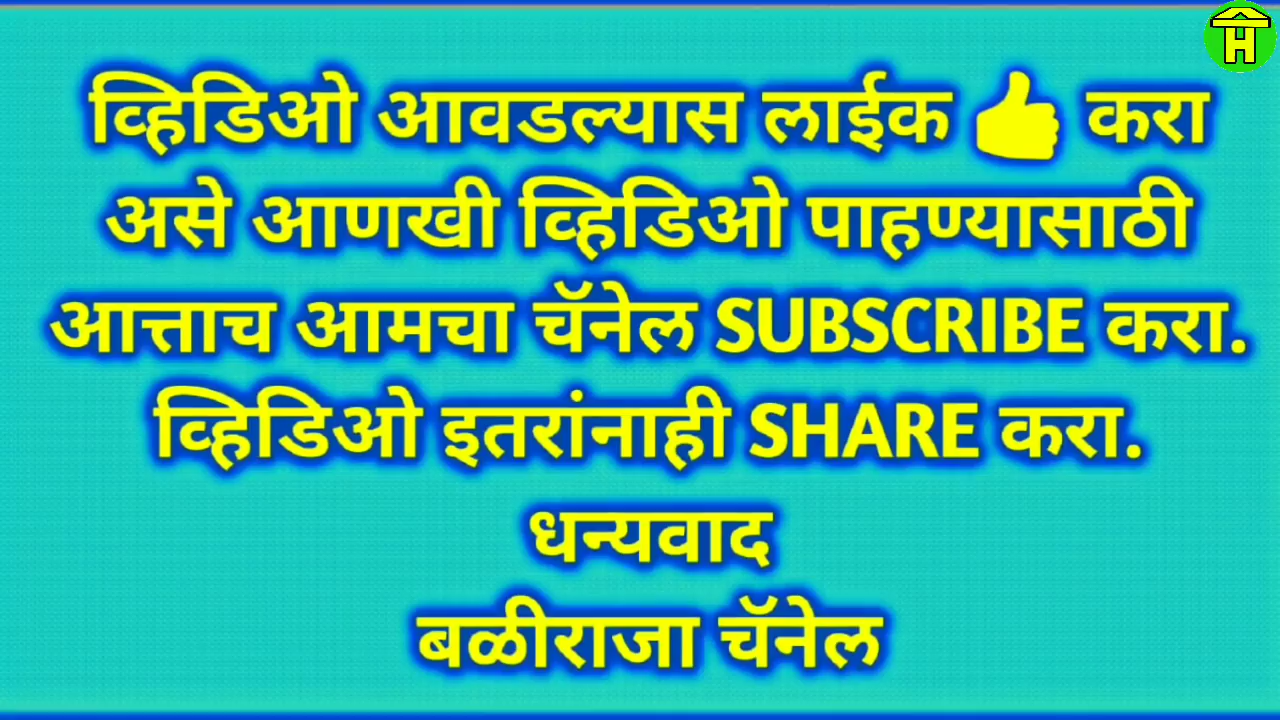 व्हिडिओ आवडल्यास लाईक 👍 करा
असे आणखी व्हिडिओ पाहण्यासाठी
आत्ताच आमचा चॅनेल SUBSCRIBE करा.
व्हिडिओ इतरांनाही SHARE करा.
धन्यवाद
बळीराजा चॅनेल
H